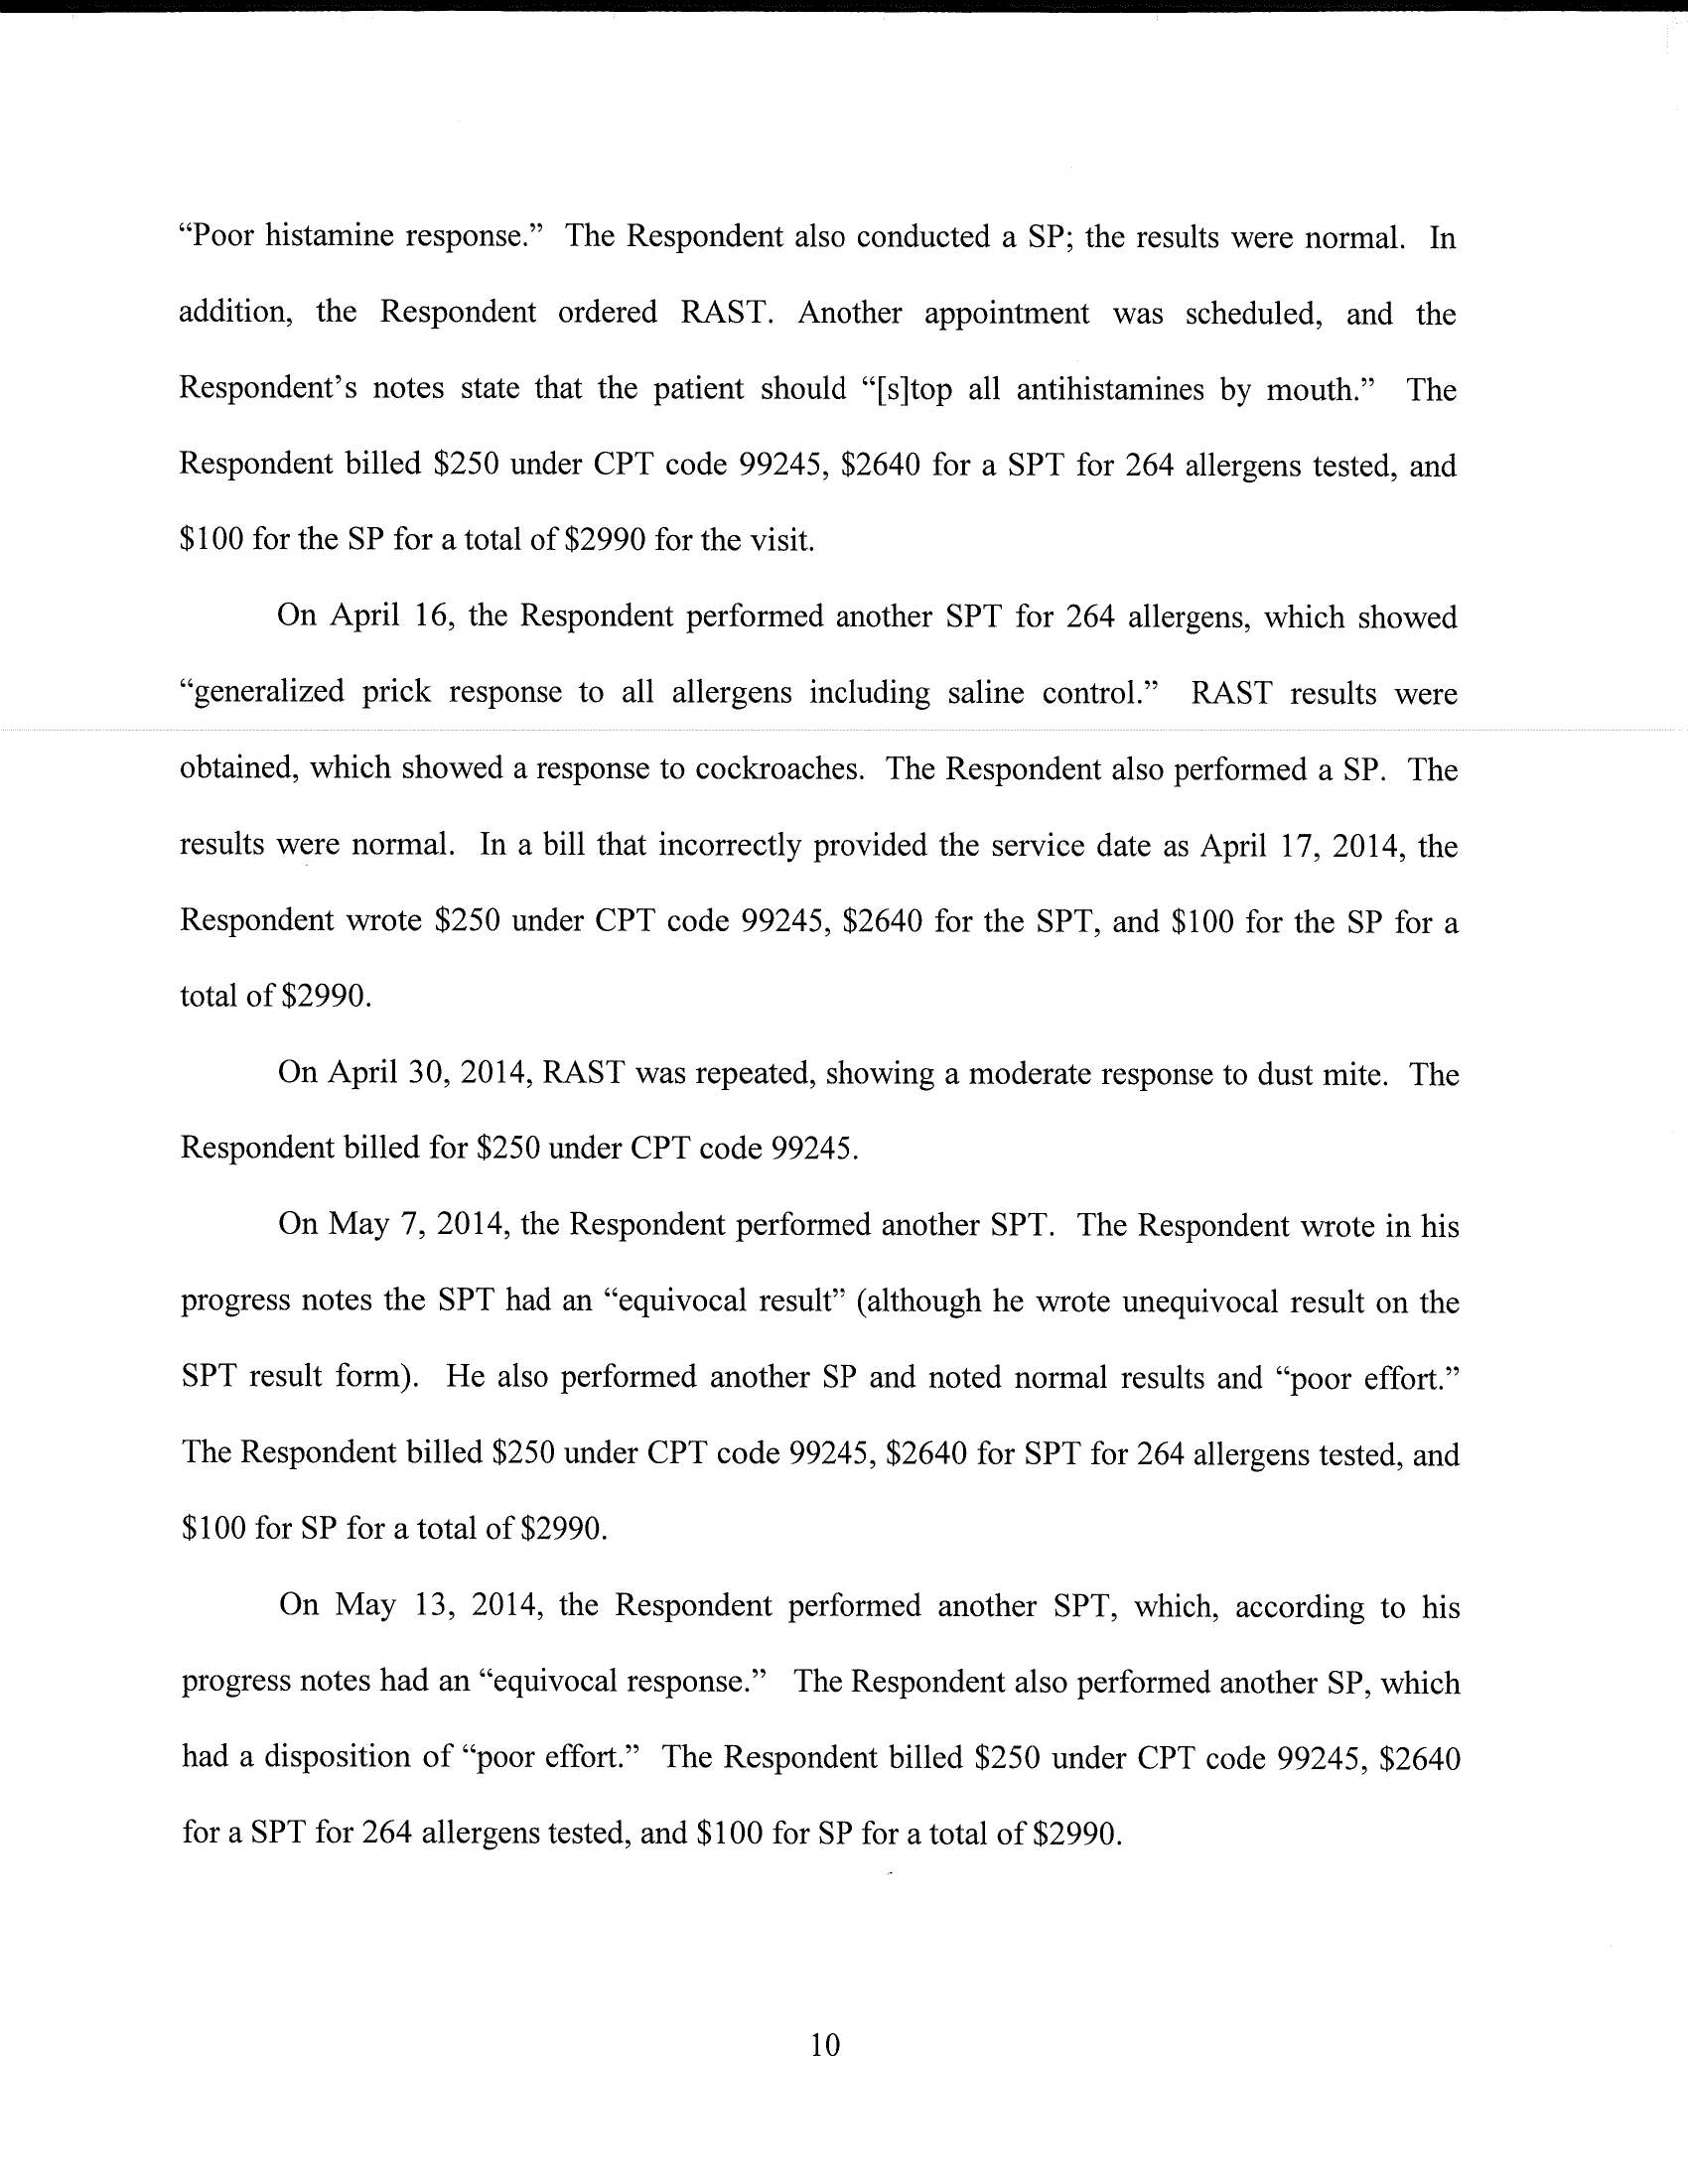 “Poor histamine response.” The Respondent also conducted a SP; the results were normal. In
addition, the Respondent ordered RAST. Another appointment was scheduled, and the
Respondent’s notes state that the patient should “[s]top all antihistamines by mouth.” The
Respondent billed $250 under CPT code 99245, $2640 for a SPT for 264 allergens tested, and
$100 for the SP for a total of $2990 for the visit.
On April 16, the Respondent performed another SPT for 264 allergens, which showed
“generalized prick response to all allergens including saline control.” RAST results were
obtained, which showed a response to cockroaches. The Respondent also performed a SP. The
results were normal. In a bill that incorrectly provided the service date as April 17, 2014, the
Respondent wrote $250 under CPT code 99245, $2640 for the SPT, and $100 for the SP for a
total of $2990.
On April 30, 2014, RAST was repeated, showing a moderate response to dust mite. The
Respondent billed for $250 under CPT code 99245.
On May 7, 2014, the Respondent performed another SPT. The Respondent wrote in his
progress notes the SPT had an “equivocal result” (although he wrote unequivocal result on the
SPT result form). He also performed another SP and noted normal results and “poor effort.”
The Respondent billed $250 under CPT code 99245, $2640 for SPT for 264 allergens tested, and
$100 for SP for a total of $2990.
On May 13, 2014, the Respondent performed another SPT, which, according to his
progress notes had an “equivocal response.” The Respondent also performed another SP, which
had a disposition of “poor effort.” The Respondent billed $250 under CPT code 99245, $2640
for a SPT for 264 allergens tested, and $100 for SP for a total of $2990.
10